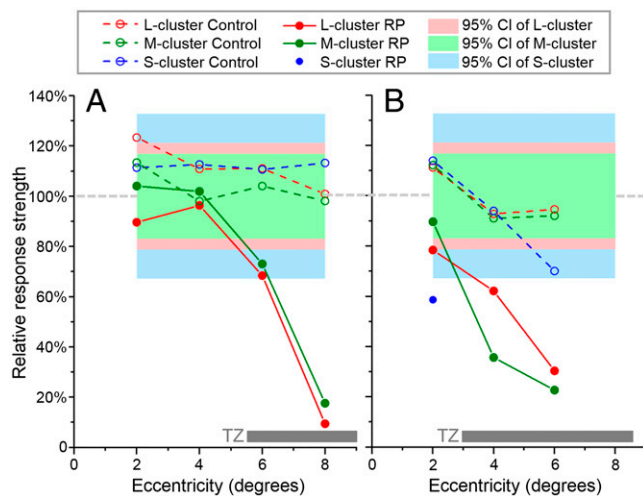 L-cluster Control L-cluster RP 95% CI of L-cluster
M-cluster Control M-cluster RP 95% CI of M-cluster
S-cluster Control S-cluster RP 95% CI of S-cluster
A B
Relative response strength
140%
120%
100%
80%
60%
40%
20%
0
TZ TZ
0 2 4 6 8 0 2 4 6 8
Eccentricity (degrees) Eccentricity (degrees)